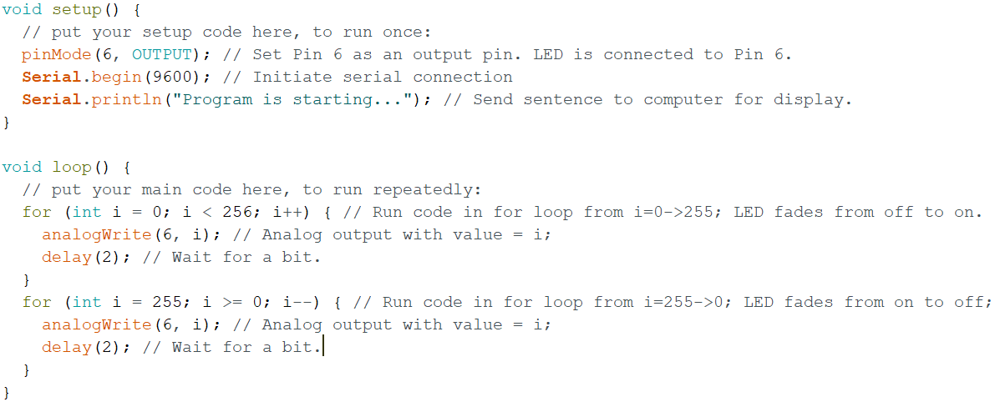 void setup() {
  // put your setup code here, to run once:
  pinMode(6, OUTPUT); // Set Pin 6 as an output pin. LED is connected to Pin 6.
  Serial.begin(9600); // Initiate serial connection
  Serial.println("Program is starting..."); // Send sentence to computer for display.
}

void loop() {
  // put your main code here, to run repeatedly:
  for (int i = 0; i < 256; i++) { // Run code in for loop from i=0->255; LED fades from off to on.
    analogWrite(6, i); // Analog output with value = i;
    delay(2); // Wait for a bit.
  }
  for (int i = 255; i >= 0; i--) { // Run code in for loop from i=255->0; LED fades from on to off;
    analogWrite(6, i); // Analog output with value = i;
    delay(2); // Wait for a bit.
  }
}